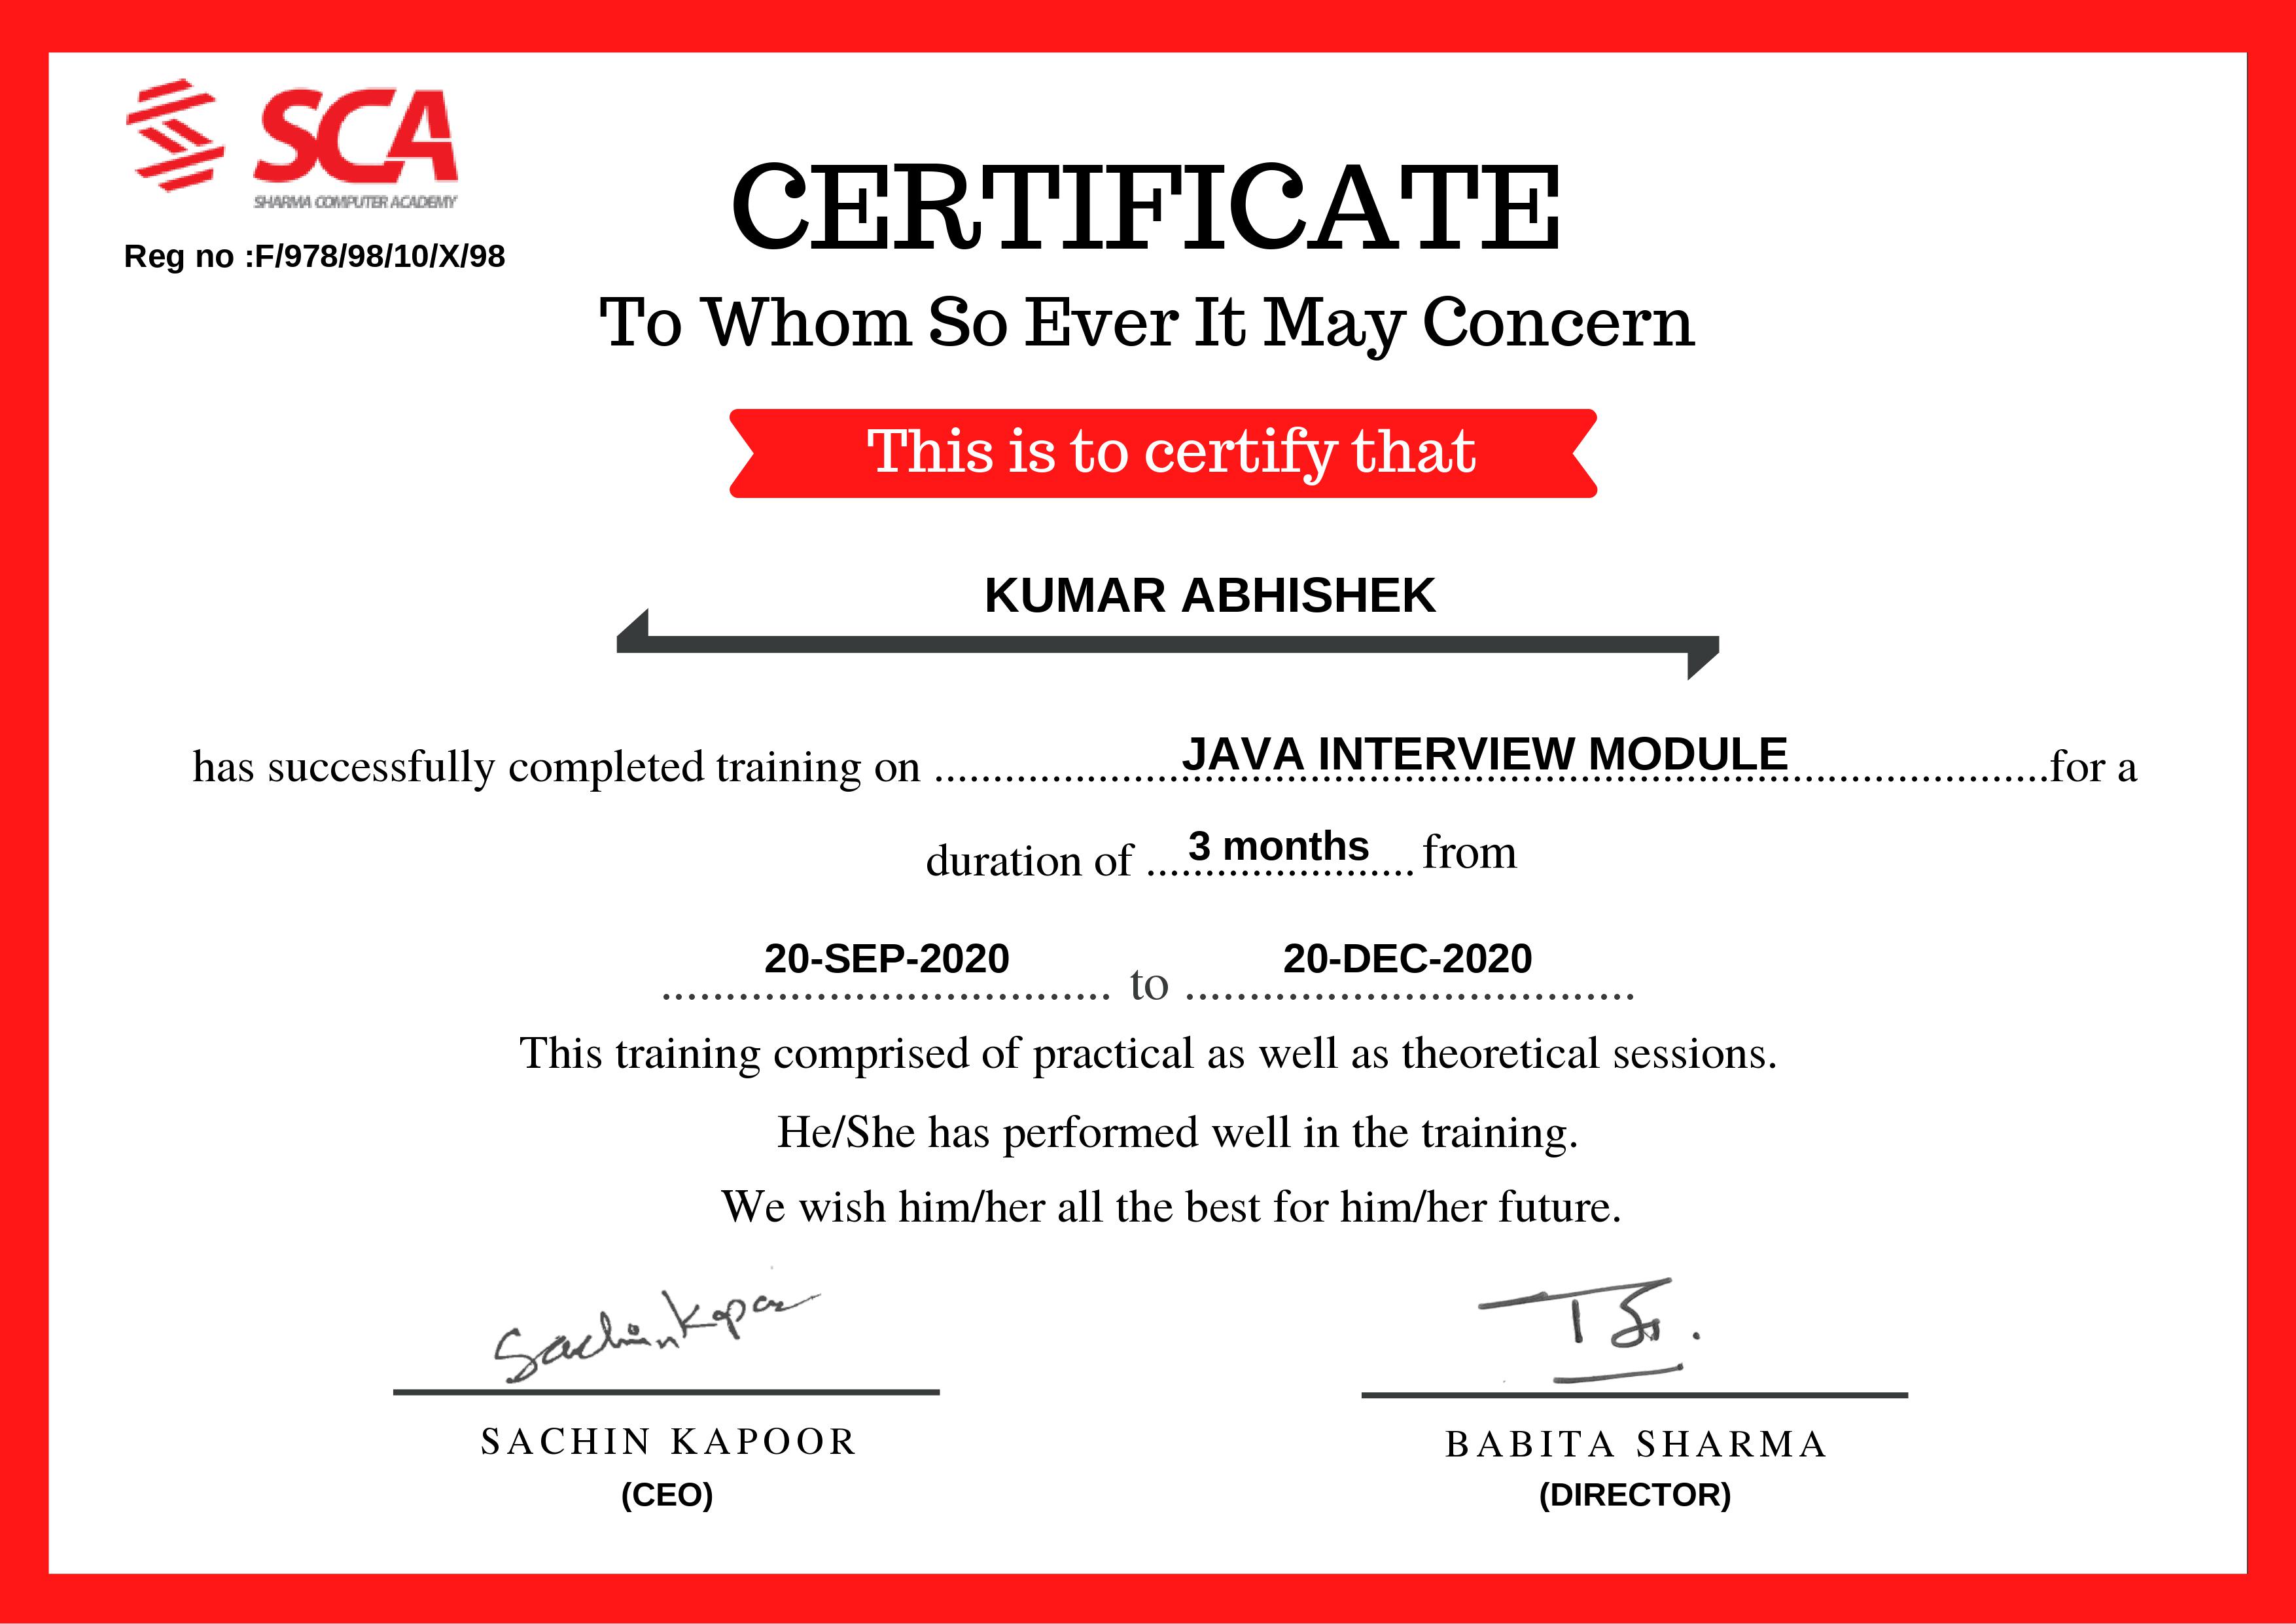 SCA
SHARMA COMPUTER ACADEMY
Reg no :F/978/98/10/X/98
CERTIFICATE
To Whom So Ever It May Concern
This is to certify that
KUMAR ABHISHEK
has successfully completed training on ........JAVA INTERVIEW MODULE........for a
duration of ...3 months... from
20-SEP-2020 to 20-DEC-2020
This training comprised of practical as well as theoretical sessions.
He/She has performed well in the training.
We wish him/her all the best for him/her future.
Sachin Kapoor
SACHIN KAPOOR
(CEO)
BABITA SHARMA
(DIRECTOR)